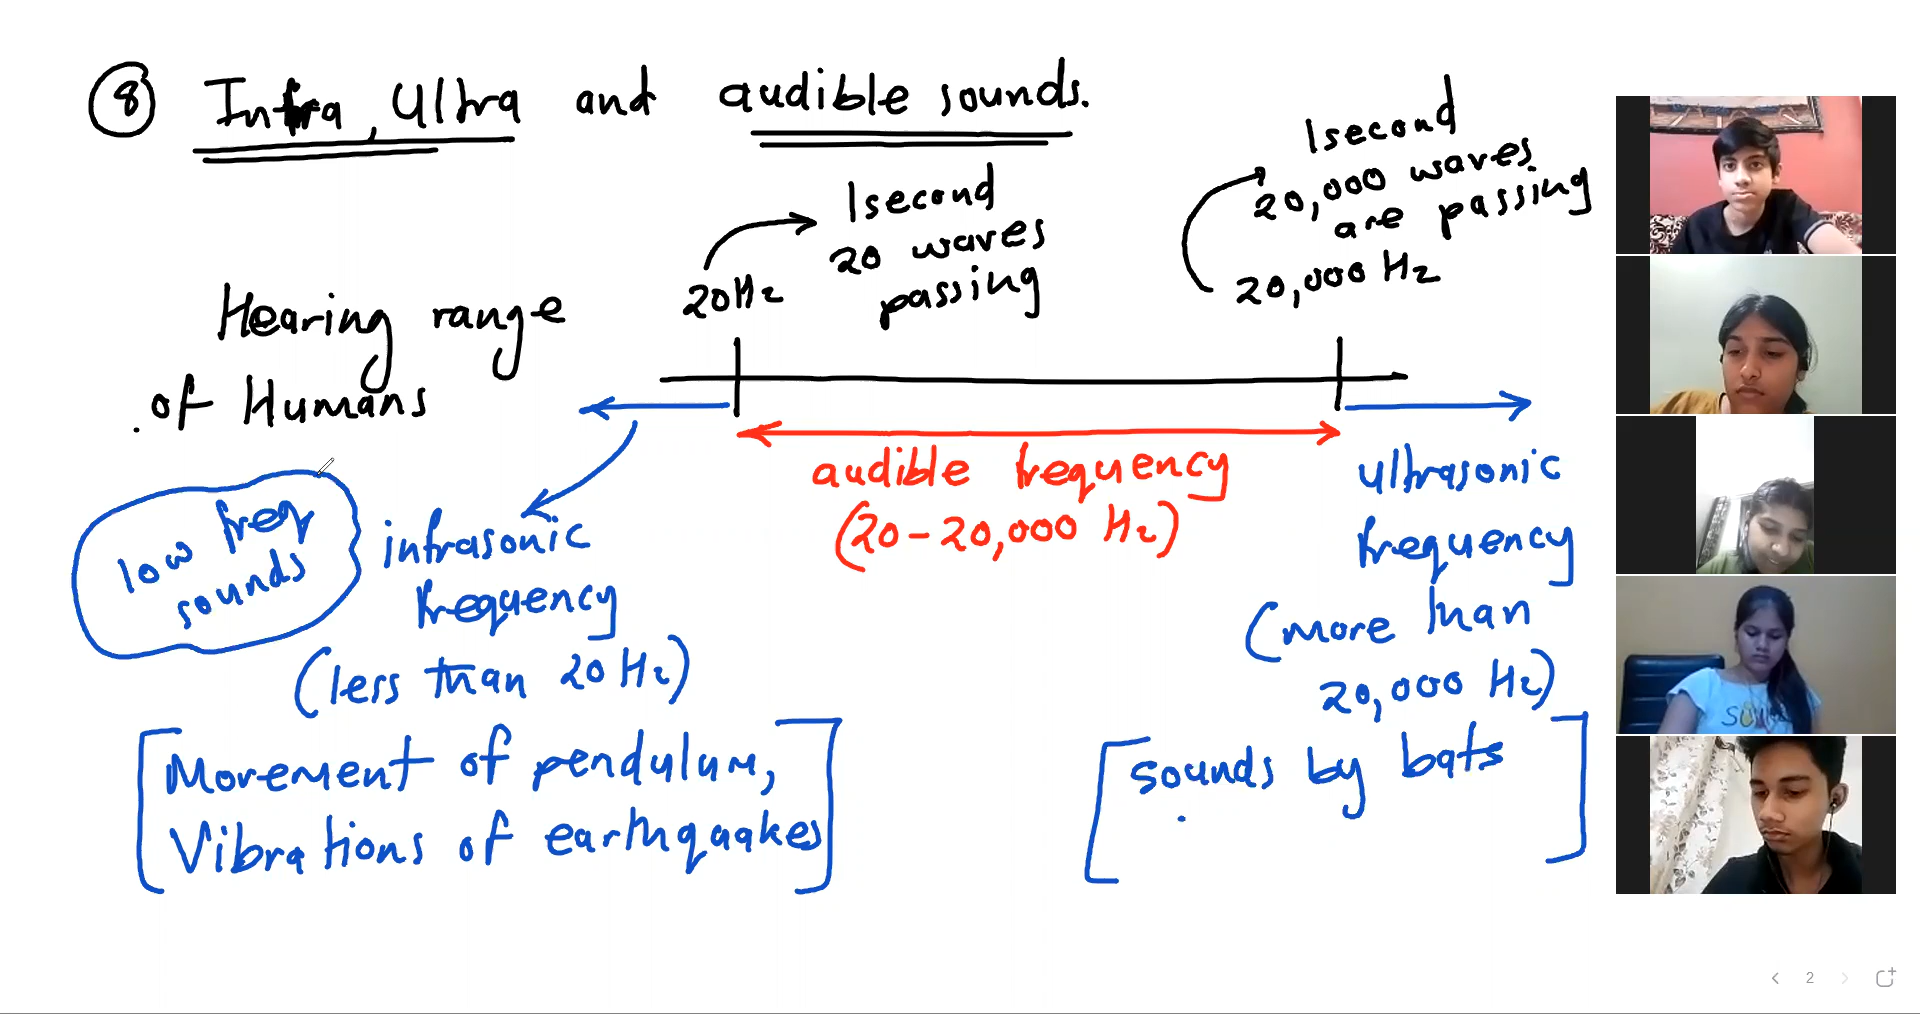 8 Infra, Ultra and audible sounds.
1second
20 waves
passing
20Hz
1second
20,000 waves
are passing
20,000 Hz
Hearing range
of Humans
audible frequency
(20-20,000 Hz)
ultrasonic
frequency
(more than
20,000 Hz)
low freq
sounds
infrasonic
frequency
(less than 20 Hz)
[Movement of pendulum,
Vibrations of earthquakes]
[sounds by bats
]
2